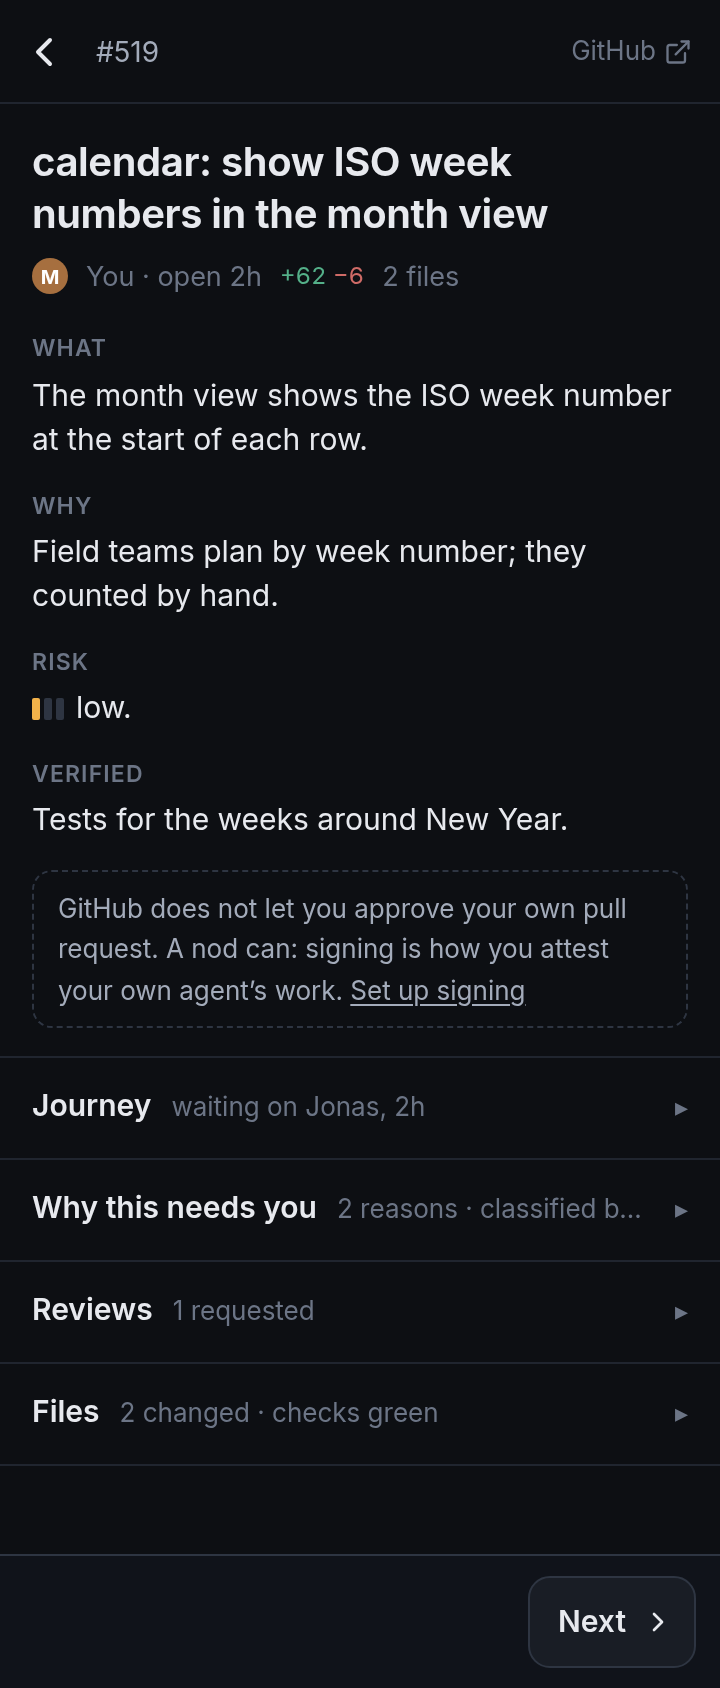 #519
GitHub
calendar: show ISO week
numbers in the month view
M You · open 2h +62 −6 2 files
WHAT
The month view shows the ISO week number
at the start of each row.
WHY
Field teams plan by week number; they
counted by hand.
RISK
low.
VERIFIED
Tests for the weeks around New Year.
GitHub does not let you approve your own pull
request. A nod can: signing is how you attest
your own agent’s work. Set up signing
Journey waiting on Jonas, 2h
Why this needs you 2 reasons · classified b…
Reviews 1 requested
Files 2 changed · checks green
Next